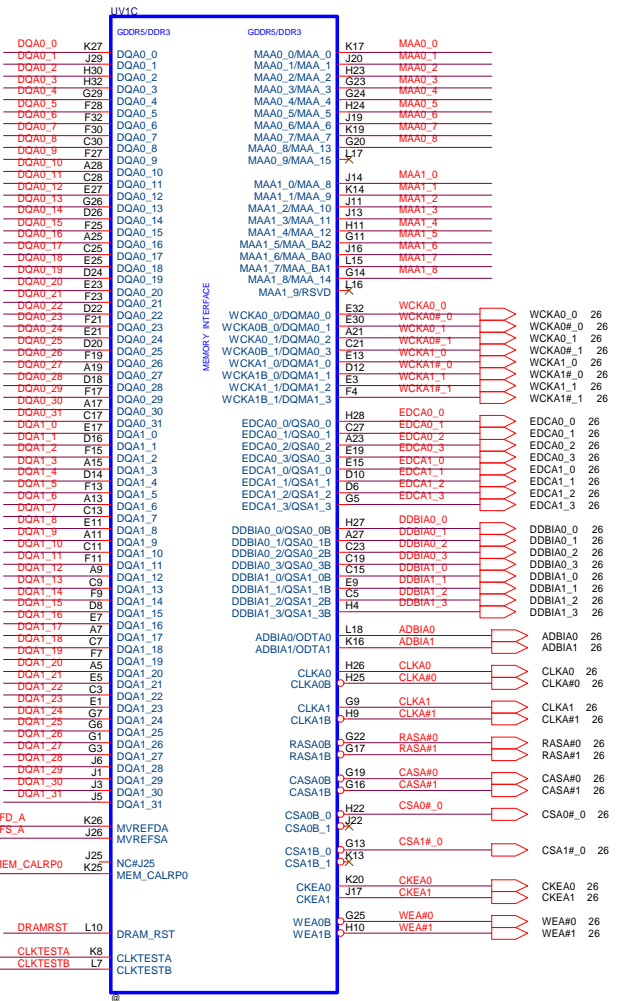 UV1C
GDDR5/DDR3 GDDR5/DDR3
MEMORY INTERFACE
DQA0_0 K27 DQA0_0
DQA0_1 J29 DQA0_1
DQA0_2 H30 DQA0_2
DQA0_3 H32 DQA0_3
DQA0_4 G29 DQA0_4
DQA0_5 F28 DQA0_5
DQA0_6 F32 DQA0_6
DQA0_7 F30 DQA0_7
DQA0_8 C30 DQA0_8
DQA0_9 F27 DQA0_9
DQA0_10 A28 DQA0_10
DQA0_11 C28 DQA0_11
DQA0_12 E27 DQA0_12
DQA0_13 G26 DQA0_13
DQA0_14 D26 DQA0_14
DQA0_15 F25 DQA0_15
DQA0_16 A25 DQA0_16
DQA0_17 C25 DQA0_17
DQA0_18 E25 DQA0_18
DQA0_19 D24 DQA0_19
DQA0_20 E23 DQA0_20
DQA0_21 F23 DQA0_21
DQA0_22 D22 DQA0_22
DQA0_23 F21 DQA0_23
DQA0_24 E21 DQA0_24
DQA0_25 D20 DQA0_25
DQA0_26 F19 DQA0_26
DQA0_27 A19 DQA0_27
DQA0_28 D18 DQA0_28
DQA0_29 F17 DQA0_29
DQA0_30 A17 DQA0_30
DQA0_31 C17 DQA0_31
DQA1_0 E17 DQA1_0
DQA1_1 D16 DQA1_1
DQA1_2 F15 DQA1_2
DQA1_3 A15 DQA1_3
DQA1_4 D14 DQA1_4
DQA1_5 F13 DQA1_5
DQA1_6 A13 DQA1_6
DQA1_7 C13 DQA1_7
DQA1_8 E11 DQA1_8
DQA1_9 A11 DQA1_9
DQA1_10 C11 DQA1_10
DQA1_11 F11 DQA1_11
DQA1_12 A9 DQA1_12
DQA1_13 C9 DQA1_13
DQA1_14 F9 DQA1_14
DQA1_15 D8 DQA1_15
DQA1_16 E7 DQA1_16
DQA1_17 A7 DQA1_17
DQA1_18 C7 DQA1_18
DQA1_19 F7 DQA1_19
DQA1_20 A5 DQA1_20
DQA1_21 E5 DQA1_21
DQA1_22 C3 DQA1_22
DQA1_23 E1 DQA1_23
DQA1_24 G7 DQA1_24
DQA1_25 G6 DQA1_25
DQA1_26 G1 DQA1_26
DQA1_27 G3 DQA1_27
DQA1_28 J6 DQA1_28
DQA1_29 J1 DQA1_29
DQA1_30 J3 DQA1_30
DQA1_31 J5 DQA1_31
FD_A K26 MVREFDA
FS_A J26 MVREFSA
J25 NC#J25
MEM_CALRP0 K25 MEM_CALRP0
DRAMRST L10 DRAM_RST
CLKTESTA K8 CLKTESTA
CLKTESTB L7 CLKTESTB
MAA0_0/MAA_0 K17 MAA0_0
MAA0_1/MAA_1 J20 MAA0_1
MAA0_2/MAA_2 H23 MAA0_2
MAA0_3/MAA_3 G23 MAA0_3
MAA0_4/MAA_4 G24 MAA0_4
MAA0_5/MAA_5 H24 MAA0_5
MAA0_6/MAA_6 J19 MAA0_6
MAA0_7/MAA_7 K19 MAA0_7
MAA0_8/MAA_13 G20 MAA0_8
MAA0_9/MAA_15 L17
MAA1_0/MAA_8 J14 MAA1_0
MAA1_1/MAA_9 K14 MAA1_1
MAA1_2/MAA_10 J11 MAA1_2
MAA1_3/MAA_11 J13 MAA1_3
MAA1_4/MAA_12 H11 MAA1_4
MAA1_5/MAA_BA2 G11 MAA1_5
MAA1_6/MAA_BA0 J16 MAA1_6
MAA1_7/MAA_BA1 L15 MAA1_7
MAA1_8/MAA_14 G14 MAA1_8
MAA1_9/RSVD L16
WCKA0_0/DQMA0_0 E32 WCKA0_0 WCKA0_0 26
WCKA0B_0/DQMA0_1 E30 WCKA0#_0 WCKA0#_0 26
WCKA0_1/DQMA0_2 A21 WCKA0_1 WCKA0_1 26
WCKA0B_1/DQMA0_3 C21 WCKA0#_1 WCKA0#_1 26
WCKA1_0/DQMA1_0 E13 WCKA1_0 WCKA1_0 26
WCKA1B_0/DQMA1_1 D12 WCKA1#_0 WCKA1#_0 26
WCKA1_1/DQMA1_2 E3 WCKA1_1 WCKA1_1 26
WCKA1B_1/DQMA1_3 F4 WCKA1#_1 WCKA1#_1 26
EDCA0_0/QSA0_0 H28 EDCA0_0 EDCA0_0 26
EDCA0_1/QSA0_1 C27 EDCA0_1 EDCA0_1 26
EDCA0_2/QSA0_2 A23 EDCA0_2 EDCA0_2 26
EDCA0_3/QSA0_3 E19 EDCA0_3 EDCA0_3 26
EDCA1_0/QSA1_0 E15 EDCA1_0 EDCA1_0 26
EDCA1_1/QSA1_1 D10 EDCA1_1 EDCA1_1 26
EDCA1_2/QSA1_2 D6 EDCA1_2 EDCA1_2 26
EDCA1_3/QSA1_3 G5 EDCA1_3 EDCA1_3 26
DDBIA0_0/QSA0_0B H27 DDBIA0_0 DDBIA0_0 26
DDBIA0_1/QSA0_1B A27 DDBIA0_1 DDBIA0_1 26
DDBIA0_2/QSA0_2B C23 DDBIA0_2 DDBIA0_2 26
DDBIA0_3/QSA0_3B C19 DDBIA0_3 DDBIA0_3 26
DDBIA1_0/QSA1_0B C15 DDBIA1_0 DDBIA1_0 26
DDBIA1_1/QSA1_1B E9 DDBIA1_1 DDBIA1_1 26
DDBIA1_2/QSA1_2B C5 DDBIA1_2 DDBIA1_2 26
DDBIA1_3/QSA1_3B H4 DDBIA1_3 DDBIA1_3 26
ADBIA0/ODTA0 L18 ADBIA0 ADBIA0 26
ADBIA1/ODTA1 K16 ADBIA1 ADBIA1 26
CLKA0 H26 CLKA0 CLKA0 26
CLKA0B H25 CLKA#0 CLKA#0 26
CLKA1 G9 CLKA1 CLKA1 26
CLKA1B H9 CLKA#1 CLKA#1 26
RASA0B G22 RASA#0 RASA#0 26
RASA1B G17 RASA#1 RASA#1 26
CASA0B G19 CASA#0 CASA#0 26
CASA1B G16 CASA#1 CASA#1 26
CSA0B_0 H22 CSA0#_0 CSA0#_0 26
CSA0B_1 J22
CSA1B_0 G13 CSA1#_0 CSA1#_0 26
CSA1B_1 K13
CKEA0 K20 CKEA0 CKEA0 26
CKEA1 J17 CKEA1 CKEA1 26
WEA0B G25 WEA#0 WEA#0 26
WEA1B H10 WEA#1 WEA#1 26
@